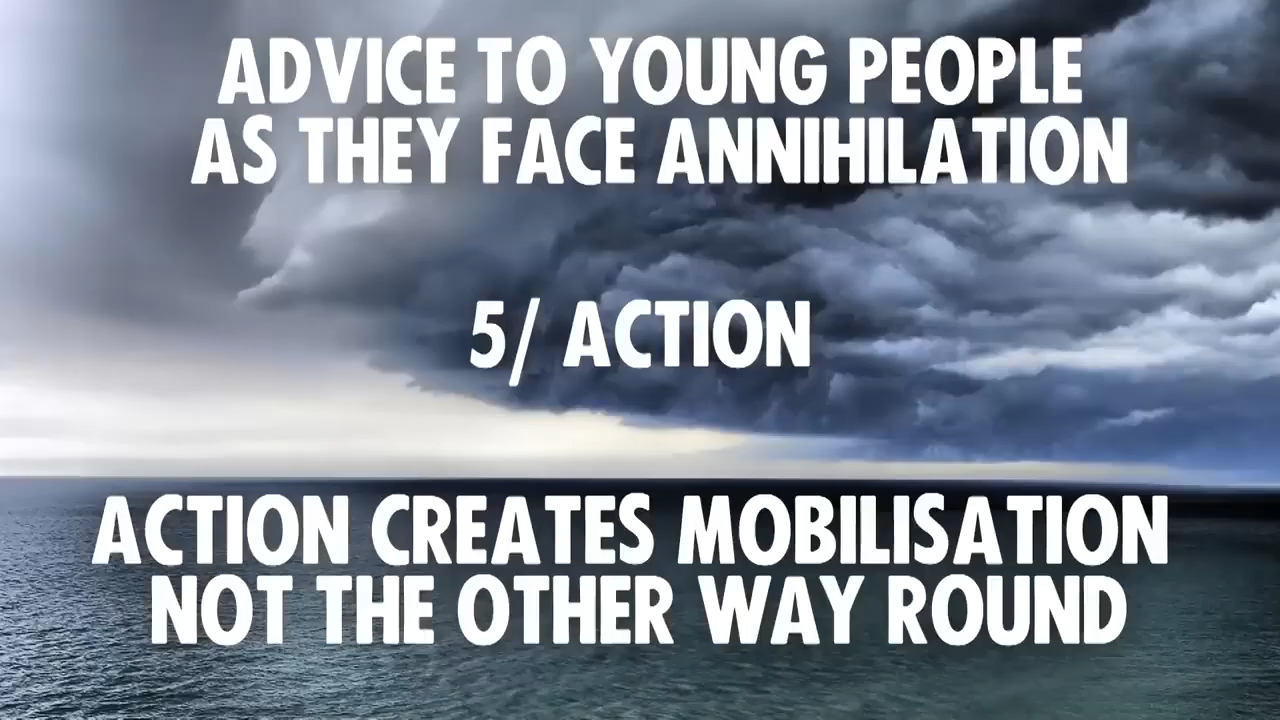 ADVICE TO YOUNG PEOPLE
AS THEY FACE ANNIHILATION
5/ ACTION
ACTION CREATES MOBILISATION
NOT THE OTHER WAY ROUND